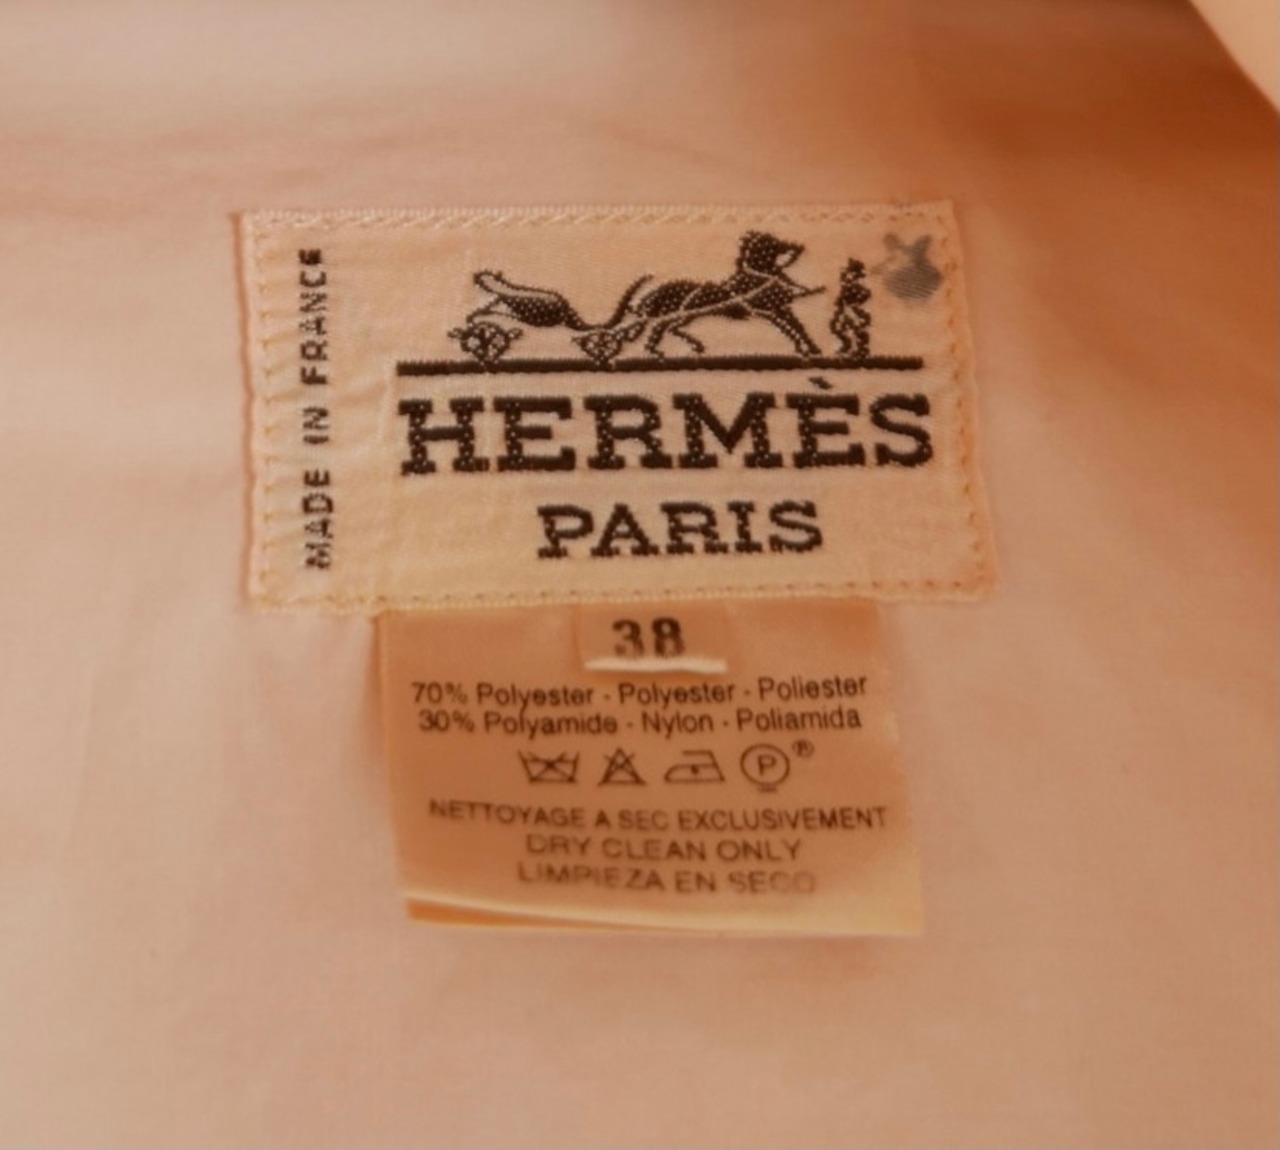 MADE IN FRANCE
HERMÈS
PARIS
38
70% Polyester - Polyester - Poliester
30% Polyamide - Nylon - Poliamida
P®
NETTOYAGE A SEC EXCLUSIVEMENT
DRY CLEAN ONLY
LIMPIEZA EN SECO